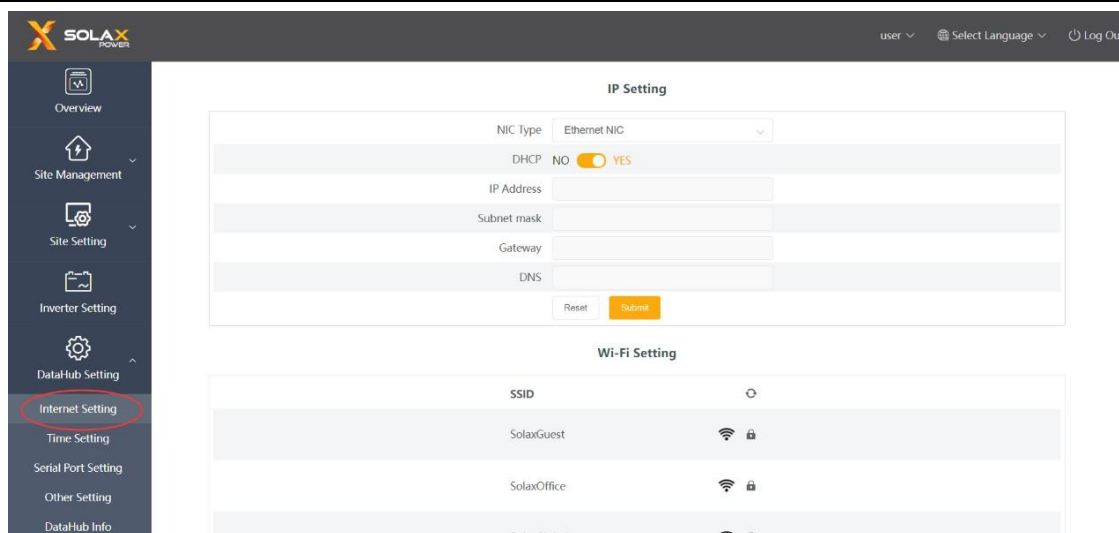 SOLAX
POWER
user
Select Language
Log Ou
Overview
Site Management
Site Setting
Inverter Setting
DataHub Setting
Internet Setting
Time Setting
Serial Port Setting
Other Setting
DataHub Info
IP Setting
NIC Type Ethernet NIC
DHCP NO YES
IP Address
Subnet mask
Gateway
DNS
Reset Submit
Wi-Fi Setting
SSID
SolaxGuest
SolaxOffice